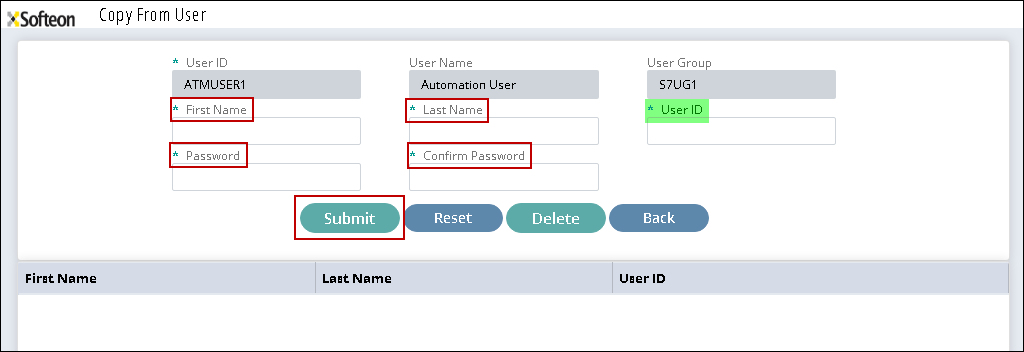 Softeon Copy From User
* User ID User Name User Group
ATMUSER1 Automation User S7UG1
* First Name * Last Name * User ID
* Password * Confirm Password
Submit Reset Delete Back
First Name Last Name User ID